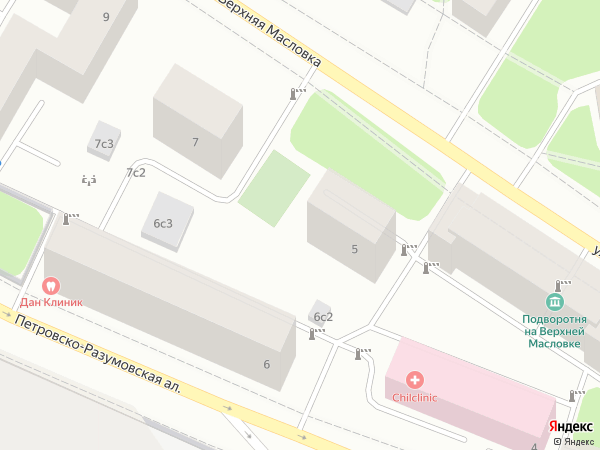 Верхняя Масловка
9
7
7с3
7с2
6с3
5
6с2
Дан Клиник
6
Петровско-Разумовская ал.
Подворотня
на Верхней
Масловке
Chilclinic
4
Яндекс
© Яндекс